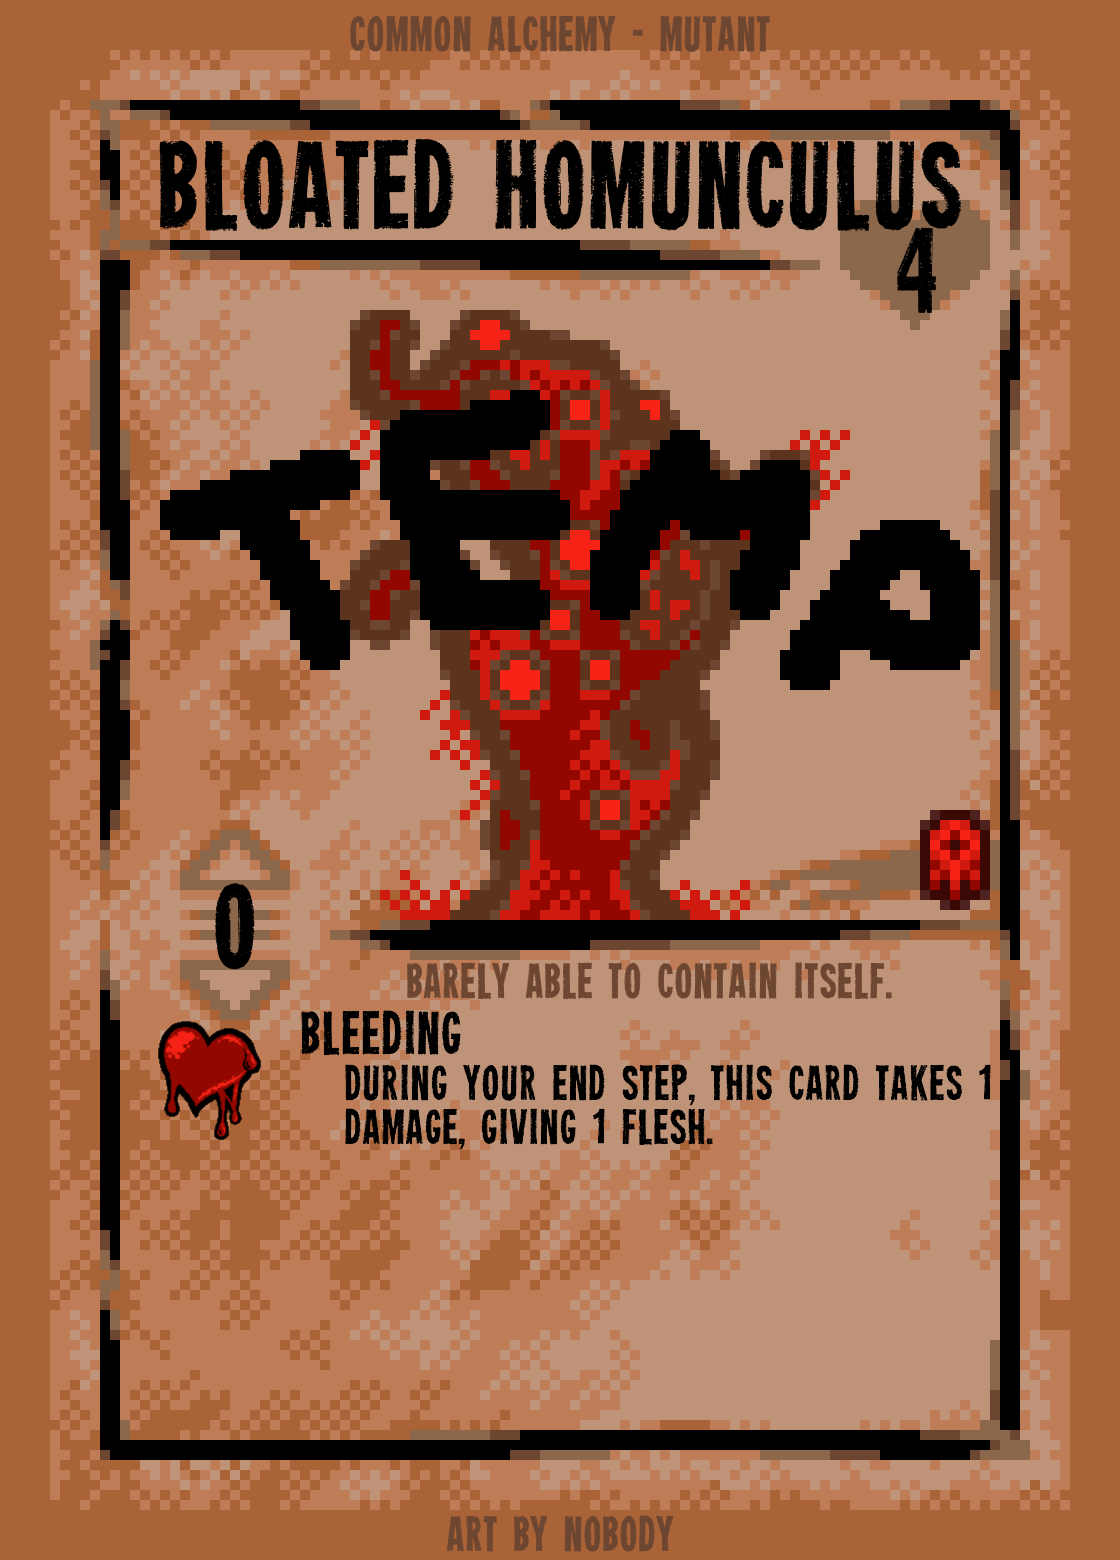 COMMON ALCHEMY - MUTANT
BLOATED HOMUNCULUS
4
TEMP
0
BARELY ABLE TO CONTAIN ITSELF.
BLEEDING
DURING YOUR END STEP, THIS CARD TAKES 1
DAMAGE, GIVING 1 FLESH.
ART BY NOBODY